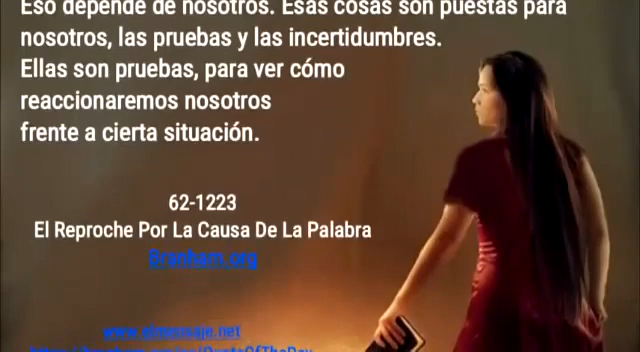 Eso depende de nosotros. Esas cosas son puestas para
nosotros, las pruebas y las incertidumbres.
Ellas son pruebas, para ver cómo
reaccionaremos nosotros
frente a cierta situación.
62-1223
El Reproche Por La Causa De La Palabra
Branham.org
www.elmensaje.net